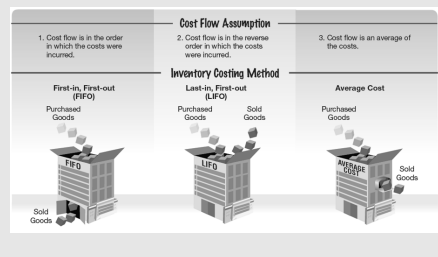 Cost Flow Assumption
1. Cost flow is in the order
in which the costs were
incurred.
2. Cost flow is in the reverse
order in which the costs
were incurred.
3. Cost flow is an average of
the costs.
Inventory Costing Method
First-in, First-out
(FIFO)
Purchased
Goods
FIFO
Sold
Goods
Last-in, First-out
(LIFO)
Purchased
Goods
Sold
Goods
LIFO
Average Cost
Purchased
Goods
AVERAGE
COST
Sold
Goods